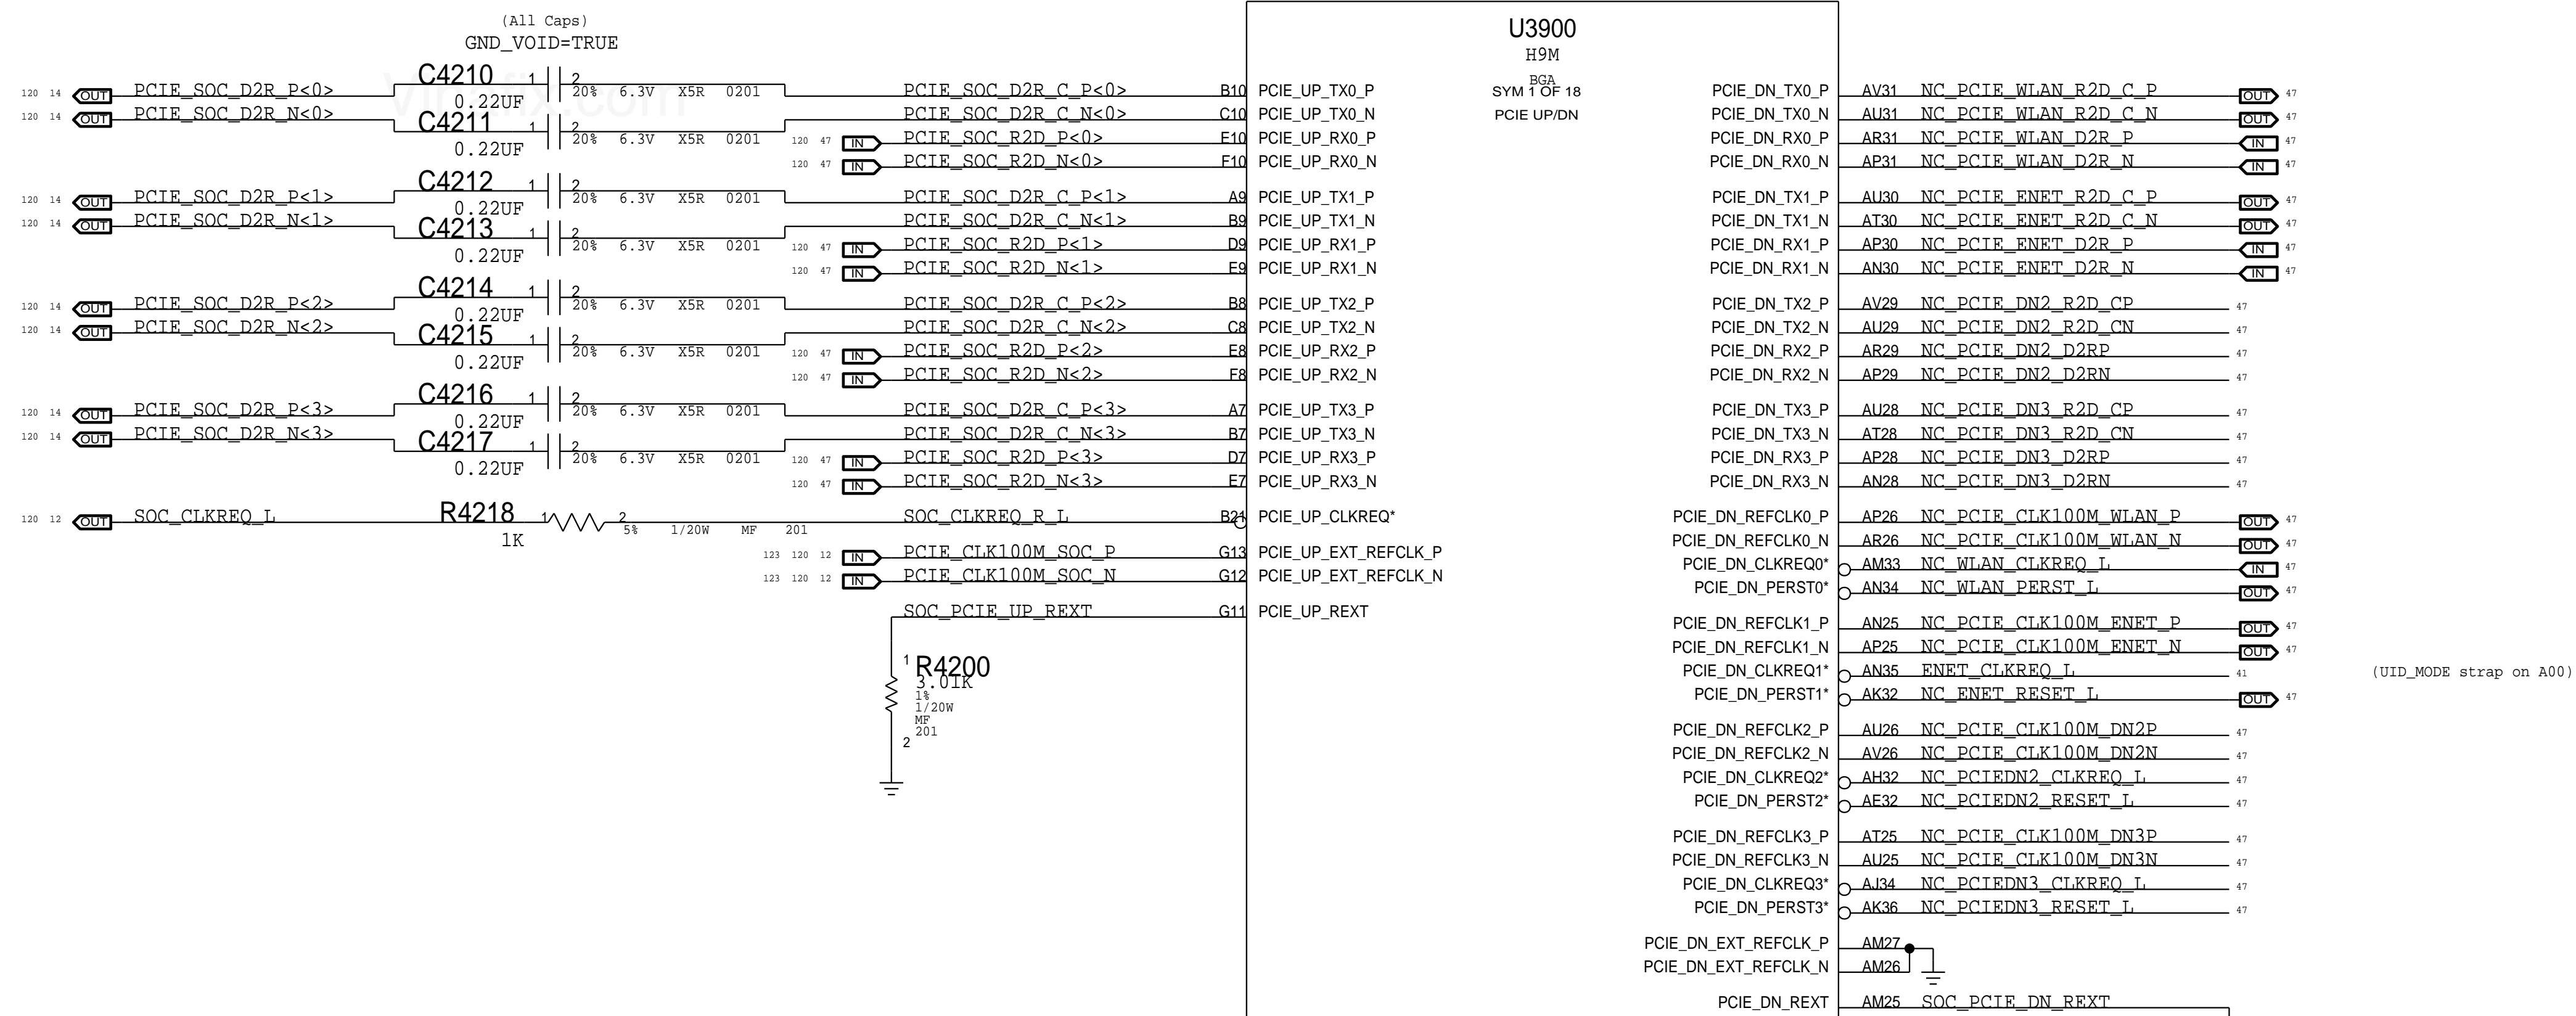 (All Caps)
GND_VOID=TRUE
Vinafix.com
U3900
H9M
BGA
SYM 1 OF 18
PCIE UP/DN
120 14 OUT PCIE_SOC_D2R_P<0> C4210 1 2 0.22UF 20% 6.3V X5R 0201 PCIE_SOC_D2R_C_P<0> B10 PCIE_UP_TX0_P
120 14 OUT PCIE_SOC_D2R_N<0> C4211 1 2 0.22UF 20% 6.3V X5R 0201 PCIE_SOC_D2R_C_N<0> C10 PCIE_UP_TX0_N
120 47 IN PCIE_SOC_R2D_P<0> E10 PCIE_UP_RX0_P
120 47 IN PCIE_SOC_R2D_N<0> F10 PCIE_UP_RX0_N
120 14 OUT PCIE_SOC_D2R_P<1> C4212 1 2 0.22UF 20% 6.3V X5R 0201 PCIE_SOC_D2R_C_P<1> A9 PCIE_UP_TX1_P
120 14 OUT PCIE_SOC_D2R_N<1> C4213 1 2 0.22UF 20% 6.3V X5R 0201 PCIE_SOC_D2R_C_N<1> B9 PCIE_UP_TX1_N
120 47 IN PCIE_SOC_R2D_P<1> D9 PCIE_UP_RX1_P
120 47 IN PCIE_SOC_R2D_N<1> E9 PCIE_UP_RX1_N
120 14 OUT PCIE_SOC_D2R_P<2> C4214 1 2 0.22UF 20% 6.3V X5R 0201 PCIE_SOC_D2R_C_P<2> B8 PCIE_UP_TX2_P
120 14 OUT PCIE_SOC_D2R_N<2> C4215 1 2 0.22UF 20% 6.3V X5R 0201 PCIE_SOC_D2R_C_N<2> C8 PCIE_UP_TX2_N
120 47 IN PCIE_SOC_R2D_P<2> E8 PCIE_UP_RX2_P
120 47 IN PCIE_SOC_R2D_N<2> F8 PCIE_UP_RX2_N
120 14 OUT PCIE_SOC_D2R_P<3> C4216 1 2 0.22UF 20% 6.3V X5R 0201 PCIE_SOC_D2R_C_P<3> A7 PCIE_UP_TX3_P
120 14 OUT PCIE_SOC_D2R_N<3> C4217 1 2 0.22UF 20% 6.3V X5R 0201 PCIE_SOC_D2R_C_N<3> B7 PCIE_UP_TX3_N
120 47 IN PCIE_SOC_R2D_P<3> D7 PCIE_UP_RX3_P
120 47 IN PCIE_SOC_R2D_N<3> E7 PCIE_UP_RX3_N
120 12 OUT SOC_CLKREQ_L R4218 1 2 1K 5% 1/20W MF 201 SOC_CLKREQ_R_L B21 PCIE_UP_CLKREQ*
123 120 12 IN PCIE_CLK100M_SOC_P G13 PCIE_UP_EXT_REFCLK_P
123 120 12 IN PCIE_CLK100M_SOC_N G12 PCIE_UP_EXT_REFCLK_N
SOC_PCIE_UP_REXT G11 PCIE_UP_REXT
1 R4200
3.01K
1%
1/20W
MF
201
2
PCIE_DN_TX0_P AV31 NC_PCIE_WLAN_R2D_C_P OUT 47
PCIE_DN_TX0_N AU31 NC_PCIE_WLAN_R2D_C_N OUT 47
PCIE_DN_RX0_P AR31 NC_PCIE_WLAN_D2R_P IN 47
PCIE_DN_RX0_N AP31 NC_PCIE_WLAN_D2R_N IN 47
PCIE_DN_TX1_P AU30 NC_PCIE_ENET_R2D_C_P OUT 47
PCIE_DN_TX1_N AT30 NC_PCIE_ENET_R2D_C_N OUT 47
PCIE_DN_RX1_P AP30 NC_PCIE_ENET_D2R_P IN 47
PCIE_DN_RX1_N AN30 NC_PCIE_ENET_D2R_N IN 47
PCIE_DN_TX2_P AV29 NC_PCIE_DN2_R2D_CP 47
PCIE_DN_TX2_N AU29 NC_PCIE_DN2_R2D_CN 47
PCIE_DN_RX2_P AR29 NC_PCIE_DN2_D2RP 47
PCIE_DN_RX2_N AP29 NC_PCIE_DN2_D2RN 47
PCIE_DN_TX3_P AU28 NC_PCIE_DN3_R2D_CP 47
PCIE_DN_TX3_N AT28 NC_PCIE_DN3_R2D_CN 47
PCIE_DN_RX3_P AP28 NC_PCIE_DN3_D2RP 47
PCIE_DN_RX3_N AN28 NC_PCIE_DN3_D2RN 47
PCIE_DN_REFCLK0_P AP26 NC_PCIE_CLK100M_WLAN_P OUT 47
PCIE_DN_REFCLK0_N AR26 NC_PCIE_CLK100M_WLAN_N OUT 47
PCIE_DN_CLKREQ0* AM33 NC_WLAN_CLKREQ_L IN 47
PCIE_DN_PERST0* AN34 NC_WLAN_PERST_L OUT 47
PCIE_DN_REFCLK1_P AN25 NC_PCIE_CLK100M_ENET_P OUT 47
PCIE_DN_REFCLK1_N AP25 NC_PCIE_CLK100M_ENET_N OUT 47
PCIE_DN_CLKREQ1* AN35 ENET_CLKREQ_L 41 (UID_MODE strap on A00)
PCIE_DN_PERST1* AK32 NC_ENET_RESET_L OUT 47
PCIE_DN_REFCLK2_P AU26 NC_PCIE_CLK100M_DN2P 47
PCIE_DN_REFCLK2_N AV26 NC_PCIE_CLK100M_DN2N 47
PCIE_DN_CLKREQ2* AH32 NC_PCIEDN2_CLKREQ_L 47
PCIE_DN_PERST2* AE32 NC_PCIEDN2_RESET_L 47
PCIE_DN_REFCLK3_P AT25 NC_PCIE_CLK100M_DN3P 47
PCIE_DN_REFCLK3_N AU25 NC_PCIE_CLK100M_DN3N 47
PCIE_DN_CLKREQ3* AJ34 NC_PCIEDN3_CLKREQ_L 47
PCIE_DN_PERST3* AK36 NC_PCIEDN3_RESET_L 47
PCIE_DN_EXT_REFCLK_P AM27
PCIE_DN_EXT_REFCLK_N AM26
PCIE_DN_REXT AM25 SOC_PCIE_DN_REXT